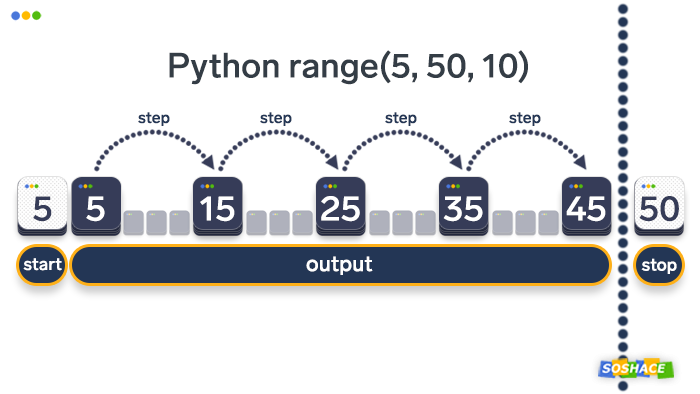 Python range(5, 50, 10)
step step step step
5 5 15 25 35 45 50
start output stop
SOSHACE